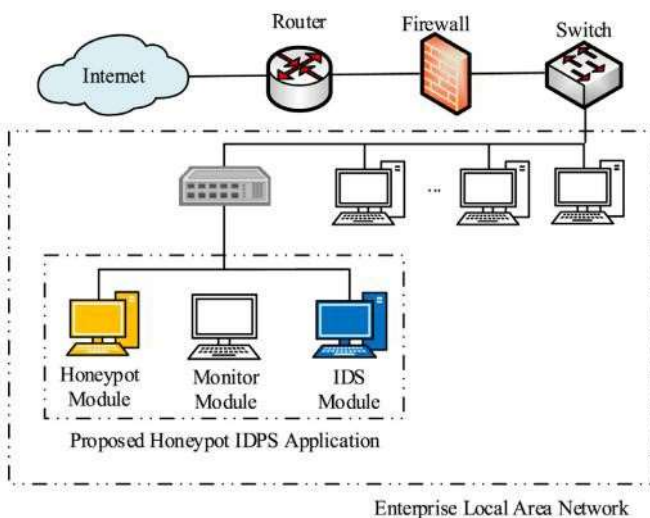 Router
Firewall
Switch
Internet
...
Honeypot
Module
Monitor
Module
IDS
Module
Proposed Honeypot IDPS Application
Enterprise Local Area Network